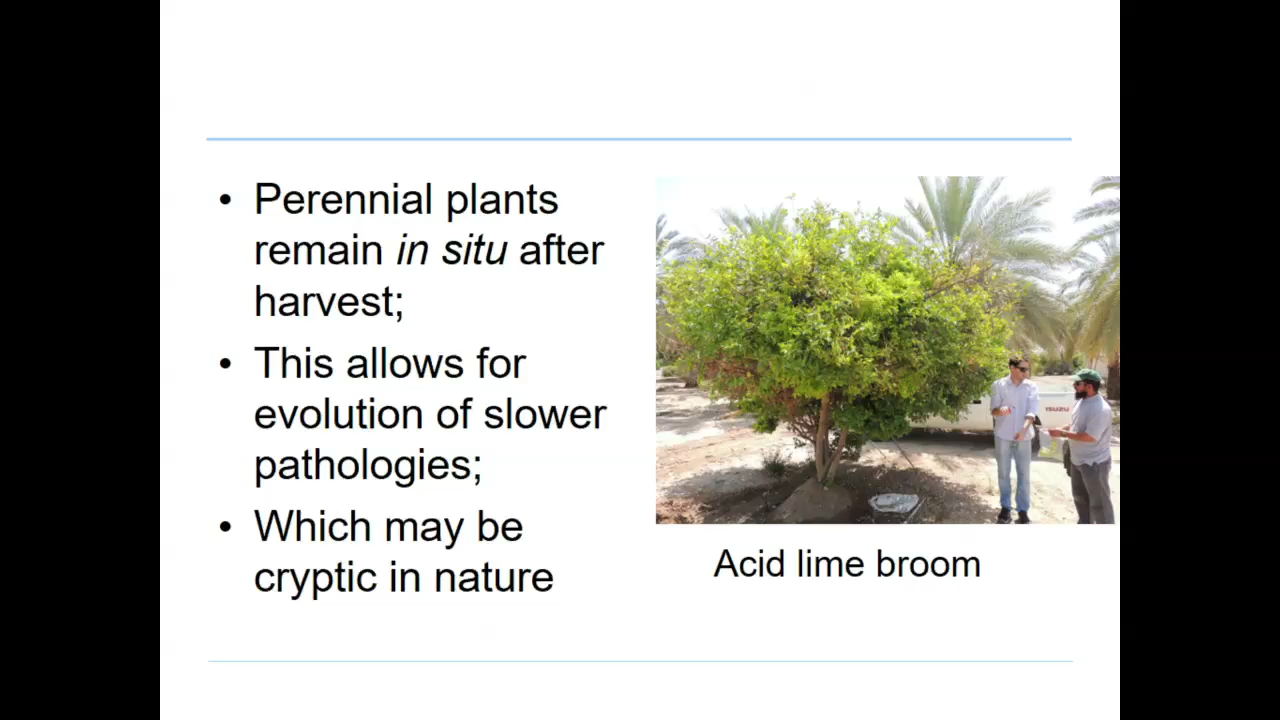 • Perennial plants
remain in situ after
harvest;
• This allows for
evolution of slower
pathologies;
• Which may be
cryptic in nature
Acid lime broom